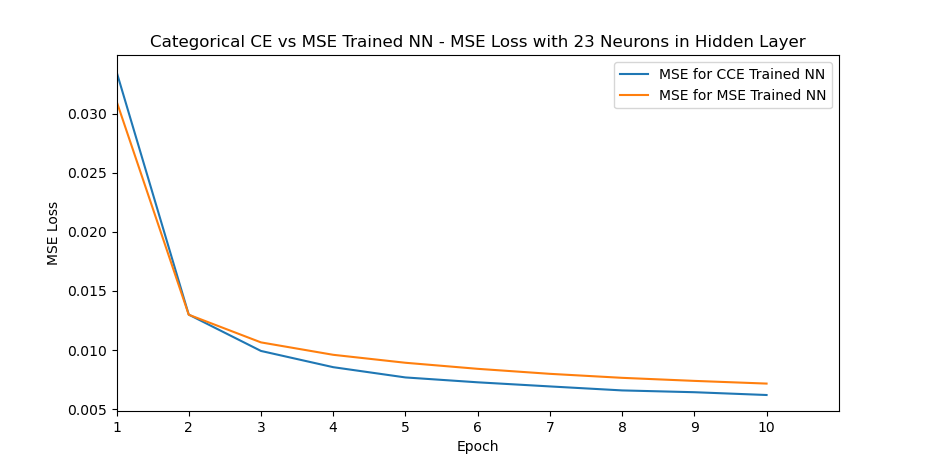 Categorical CE vs MSE Trained NN - MSE Loss with 23 Neurons in Hidden Layer
MSE for CCE Trained NN
MSE for MSE Trained NN
MSE Loss
0.030
0.025
0.020
0.015
0.010
0.005
1 2 3 4 5 6 7 8 9 10
Epoch